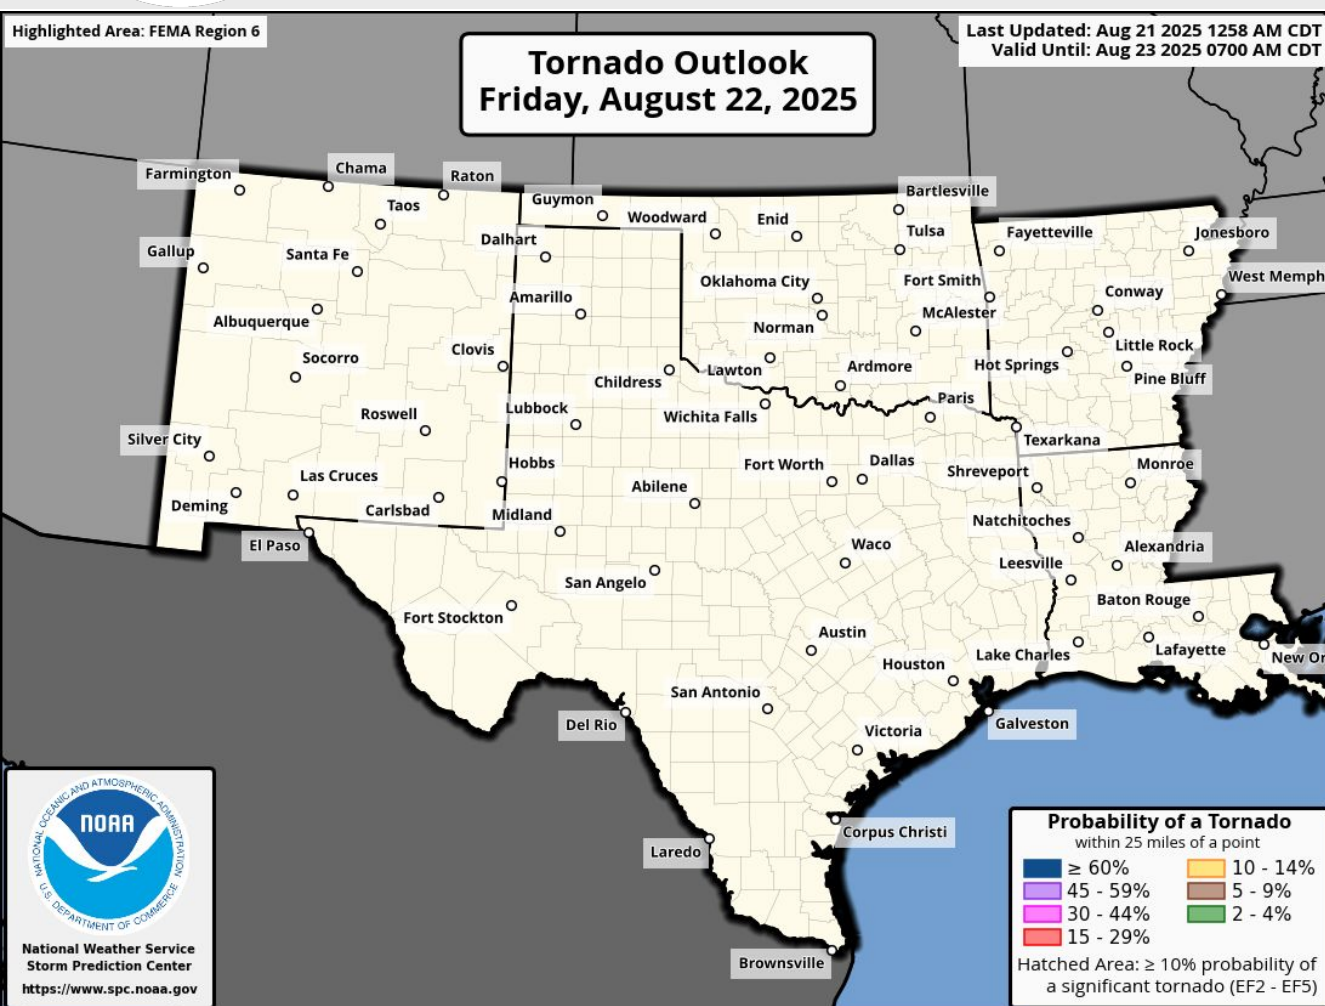 Highlighted Area: FEMA Region 6
Last Updated: Aug 21 2025 1258 AM CDT
Valid Until: Aug 23 2025 0700 AM CDT
Tornado Outlook
Friday, August 22, 2025
Farmington
Chama
Raton
Taos
Guymon
Woodward
Enid
Bartlesville
Tulsa
Fayetteville
Jonesboro
Gallup
Santa Fe
Dalhart
Oklahoma City
Fort Smith
Conway
West Memph
Amarillo
Albuquerque
Norman
McAlester
Little Rock
Socorro
Clovis
Childress
Lawton
Ardmore
Hot Springs
Pine Bluff
Roswell
Lubbock
Wichita Falls
Paris
Texarkana
Silver City
Las Cruces
Hobbs
Fort Worth
Dallas
Shreveport
Monroe
Deming
Carlsbad
Midland
Abilene
Natchitoches
El Paso
Waco
Alexandria
San Angelo
Leesville
Fort Stockton
Baton Rouge
Austin
Houston
Lake Charles
Lafayette
New Or
San Antonio
Del Rio
Victoria
Galveston
Laredo
Corpus Christi
Brownsville
NATIONAL OCEANIC AND ATMOSPHERIC ADMINISTRATION
NOAA
U.S. DEPARTMENT OF COMMERCE
National Weather Service
Storm Prediction Center
https://www.spc.noaa.gov
Probability of a Tornado
within 25 miles of a point
≥ 60%
10 - 14%
45 - 59%
5 - 9%
30 - 44%
2 - 4%
15 - 29%
Hatched Area: ≥ 10% probability of
a significant tornado (EF2 - EF5)